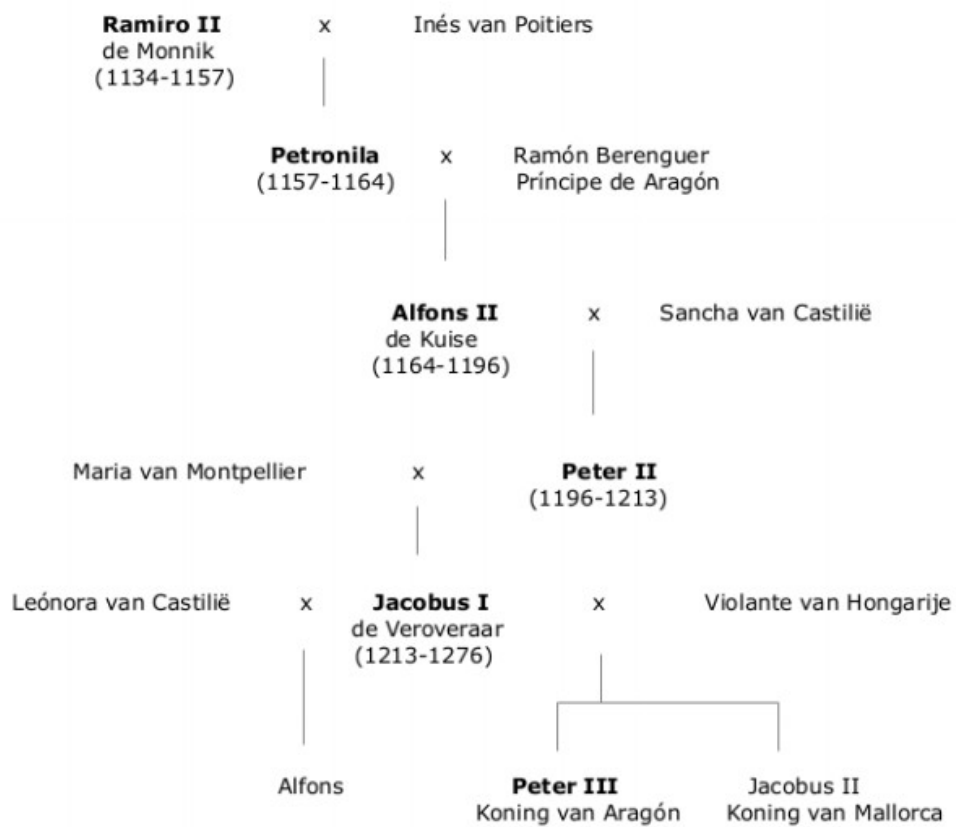 Ramiro II x Inés van Poitiers
de Monnik
(1134-1157)
Petronila x Ramón Berenguer
(1157-1164) Príncipe de Aragón
Alfons II x Sancha van Castilië
de Kuise
(1164-1196)
Maria van Montpellier x Peter II
(1196-1213)
Leónora van Castilië x Jacobus I x Violante van Hongarije
de Veroveraar
(1213-1276)
Alfons Peter III Jacobus II
Koning van Aragón Koning van Mallorca